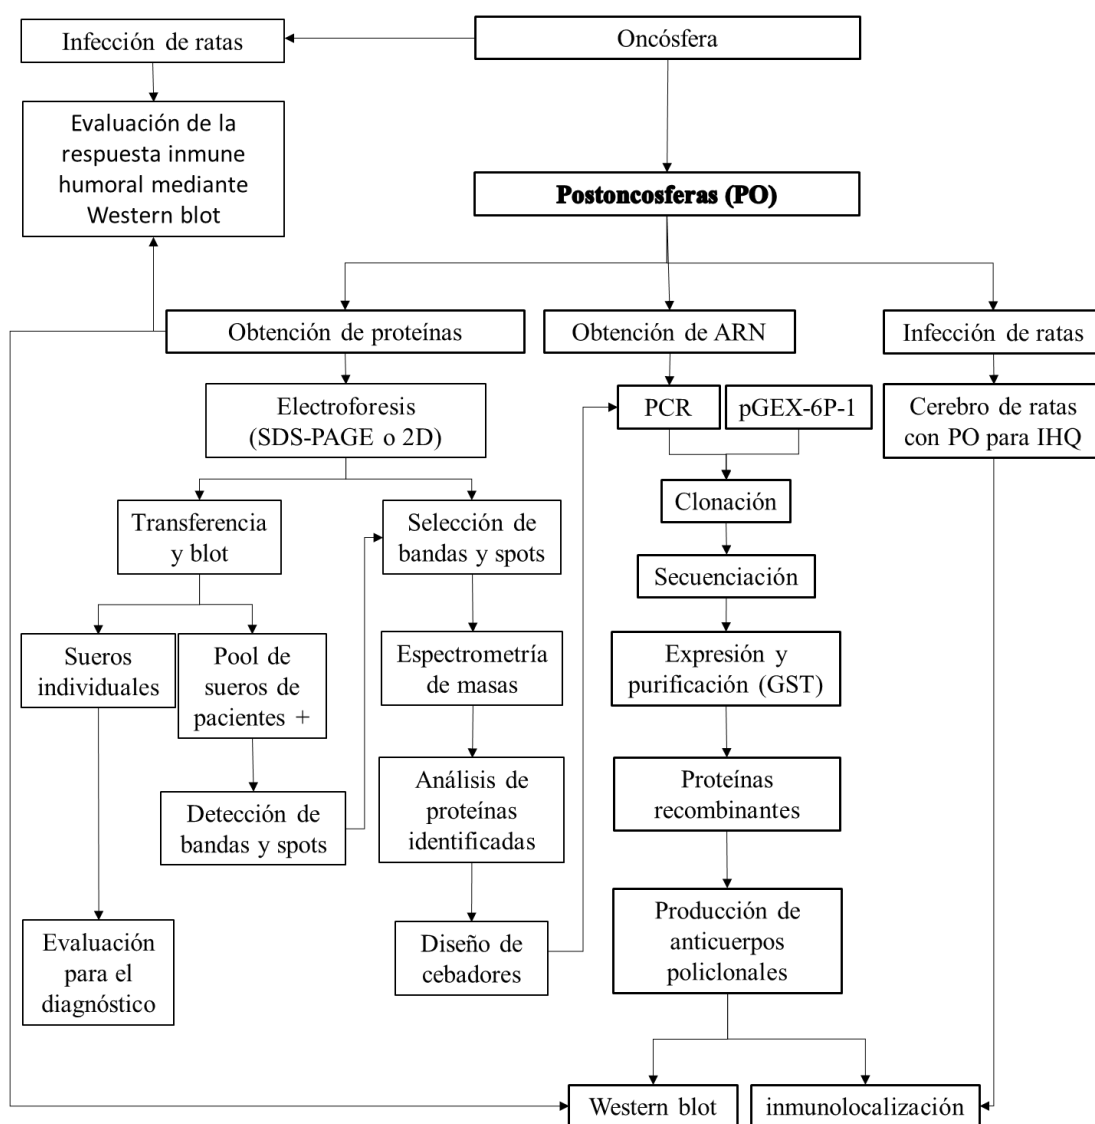 Infección de ratas
Oncósfera
Evaluación de la
respuesta inmune
humoral mediante
Western blot
Postoncosferas (PO)
Obtención de proteínas
Obtención de ARN
Infección de ratas
Electroforesis
(SDS-PAGE o 2D)
PCR
pGEX-6P-1
Cerebro de ratas
con PO para IHQ
Transferencia
y blot
Selección de
bandas y spots
Clonación
Secuenciación
Sueros
individuales
Pool de
sueros de
pacientes +
Espectrometría
de masas
Expresión y
purificación (GST)
Detección de
bandas y spots
Análisis de
proteínas
identificadas
Proteínas
recombinantes
Evaluación
para el
diagnóstico
Diseño de
cebadores
Producción de
anticuerpos
policlonales
Western blot
inmunolocalización